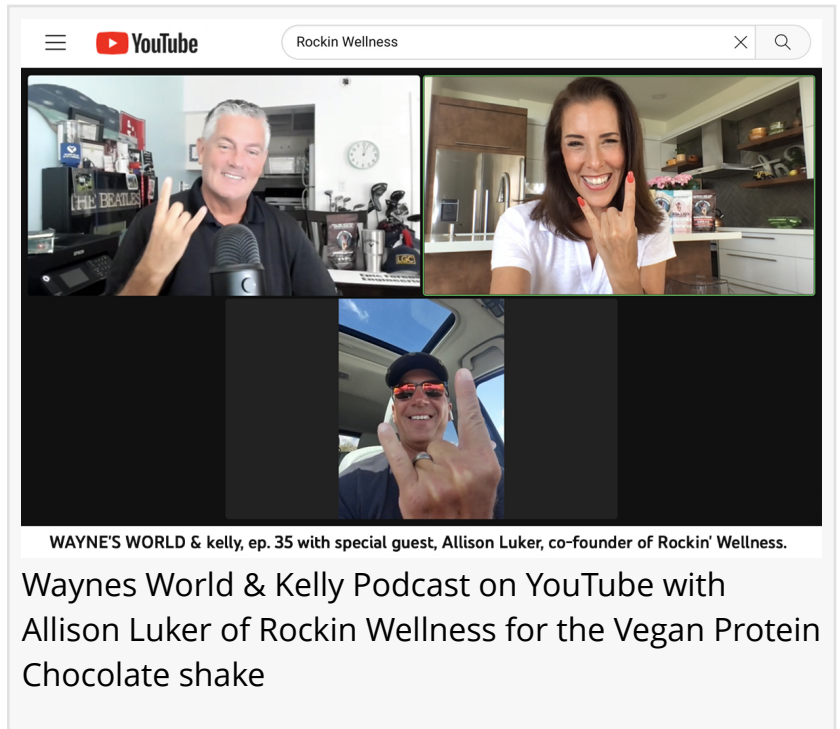 YouTube
Rockin Wellness
THE BEATLES
EPSON
LGC
WAYNE'S WORLD & kelly, ep. 35 with special guest, Allison Luker, co-founder of Rockin' Wellness.
Waynes World & Kelly Podcast on YouTube with
Allison Luker of Rockin Wellness for the Vegan Protein
Chocolate shake